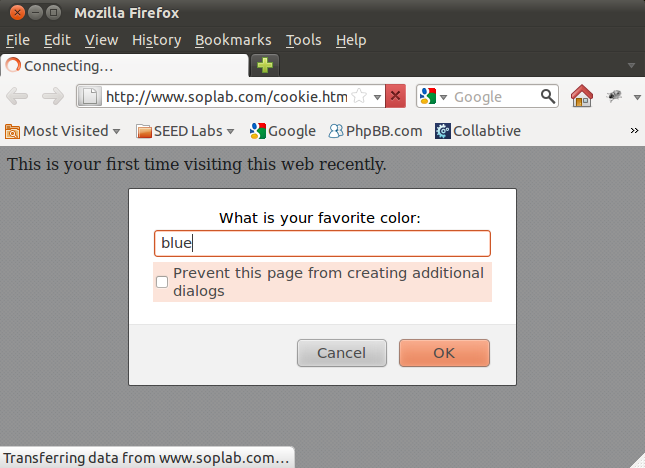 Mozilla Firefox
File Edit View History Bookmarks Tools Help
Connecting...
http://www.soplab.com/cookie.htm
Google
Most Visited
SEED Labs
Google
PhpBB.com
Collabtive
»
This is your first time visiting this web recently.
What is your favorite color:
blue
Prevent this page from creating additional
dialogs
Cancel
OK
Transferring data from www.soplab.com...